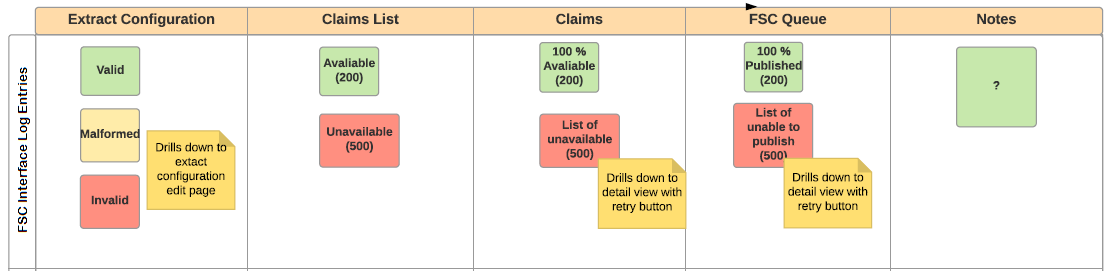 Extract Configuration
Claims List
Claims
FSC Queue
Notes
FSC Interface Log Entries
Valid
Malformed
Invalid
Drills down to
extact
configuration
edit page
Avaliable
(200)
Unavailable
(500)
100 %
Avaliable
(200)
List of
unavailable
(500)
Drills down to
detail view with
retry button
100 %
Published
(200)
List of
unable to
publish
(500)
Drills down to
detail view with
retry button
?